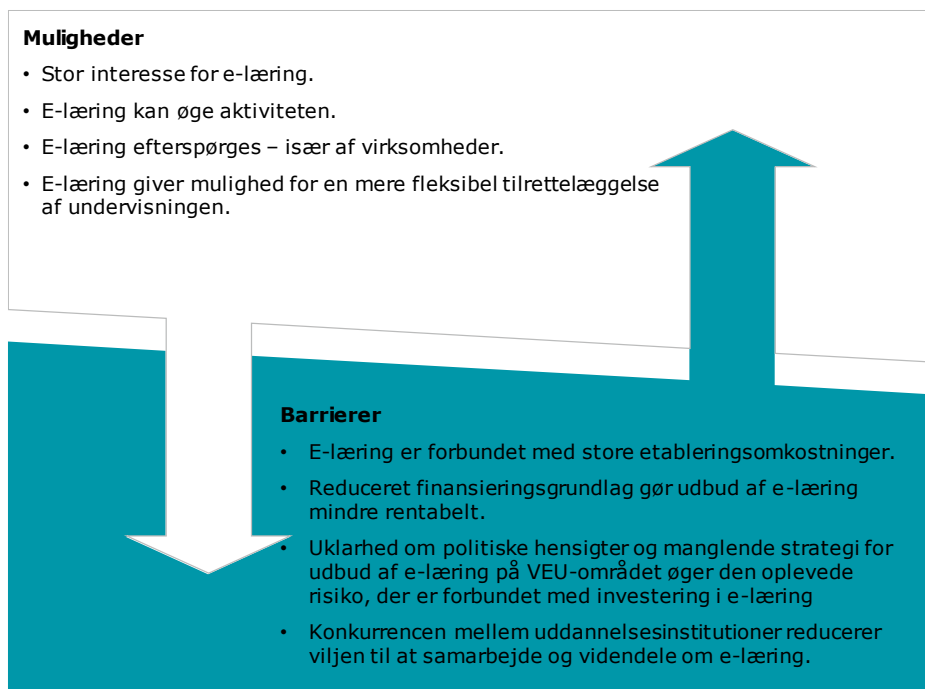 Muligheder
• Stor interesse for e-læring.
• E-læring kan øge aktiviteten.
• E-læring efterspørges – især af virksomheder.
• E-læring giver mulighed for en mere fleksibel tilrettelæggelse
af undervisningen.
Barrierer
• E-læring er forbundet med store etableringsomkostninger.
• Reduceret finansieringsgrundlag gør udbud af e-læring
mindre rentabelt.
• Uklarhed om politiske hensigter og manglende strategi for
udbud af e-læring på VEU-området øger den oplevede
risiko, der er forbundet med investering i e-læring
• Konkurrencen mellem uddannelsesinstitutioner reducerer
viljen til at samarbejde og videndele om e-læring.